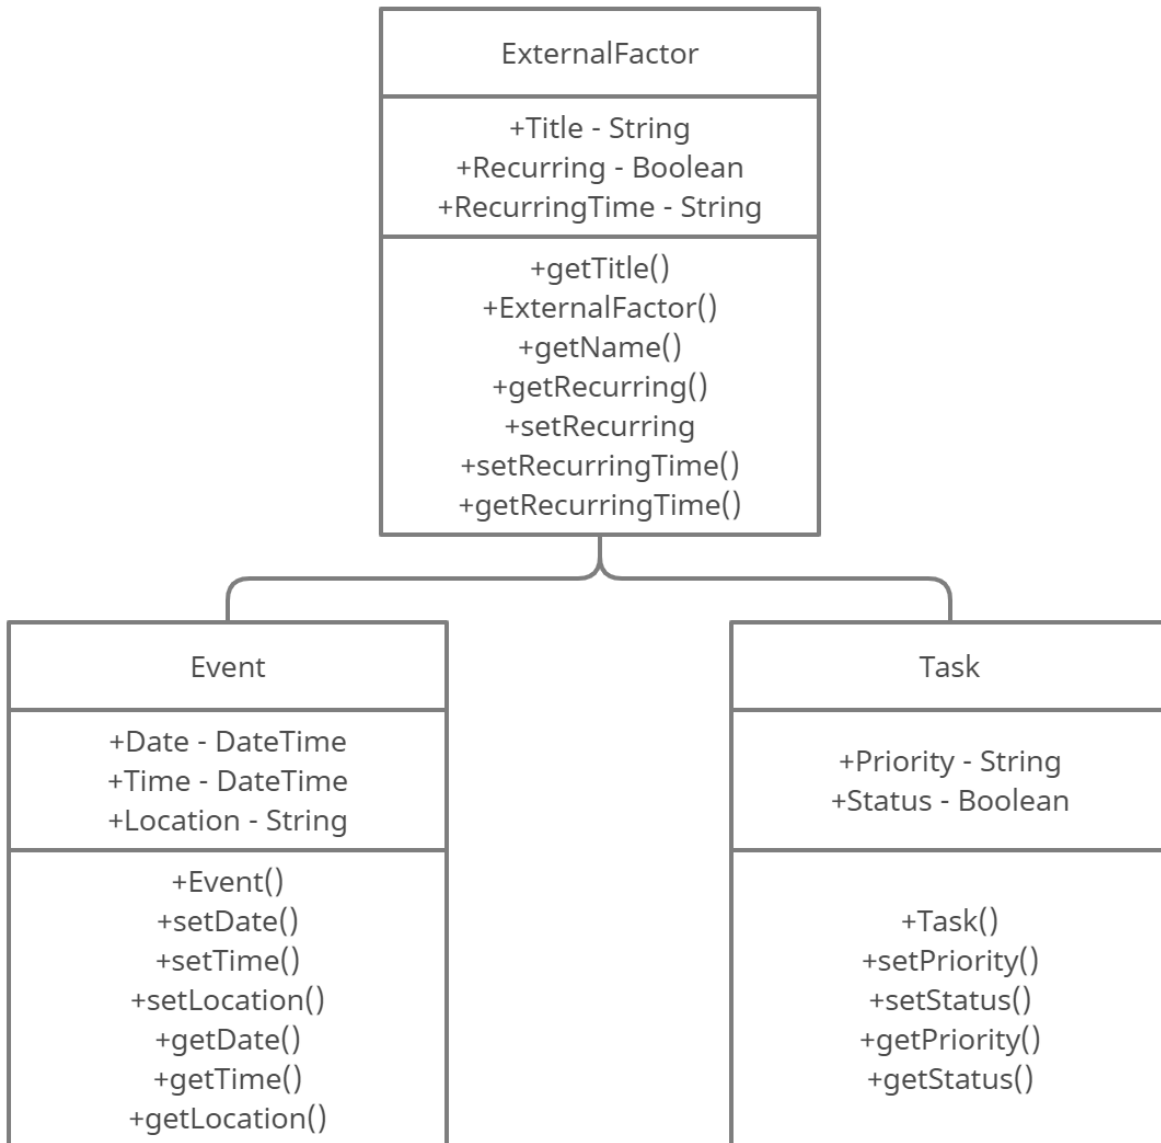 ExternalFactor
+Title - String
+Recurring - Boolean
+RecurringTime - String
+getTitle()
+ExternalFactor()
+getName()
+getRecurring()
+setRecurring
+setRecurringTime()
+getRecurringTime()
Event
+Date - DateTime
+Time - DateTime
+Location - String
+Event()
+setDate()
+setTime()
+setLocation()
+getDate()
+getTime()
+getLocation()
Task
+Priority - String
+Status - Boolean
+Task()
+setPriority()
+setStatus()
+getPriority()
+getStatus()